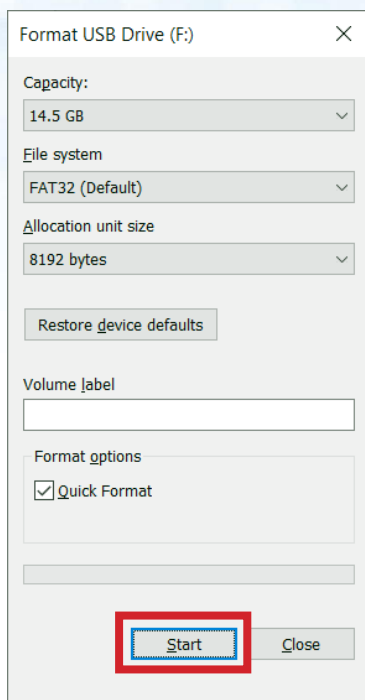 Format USB Drive (F:)
Capacity:
14.5 GB
File system
FAT32 (Default)
Allocation unit size
8192 bytes
Restore device defaults
Volume label
Format options
Quick Format
Start Close